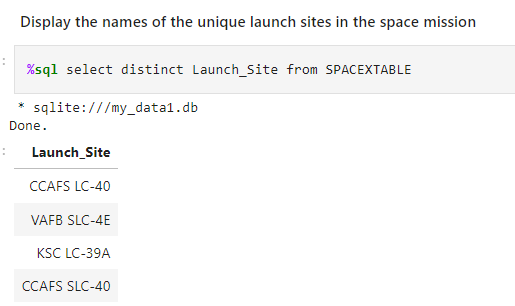 Display the names of the unique launch sites in the space mission
: %sql select distinct Launch_Site from SPACEXTABLE
* sqlite:///my_data1.db
Done.
: Launch_Site
CCAFS LC-40
VAFB SLC-4E
KSC LC-39A
CCAFS SLC-40